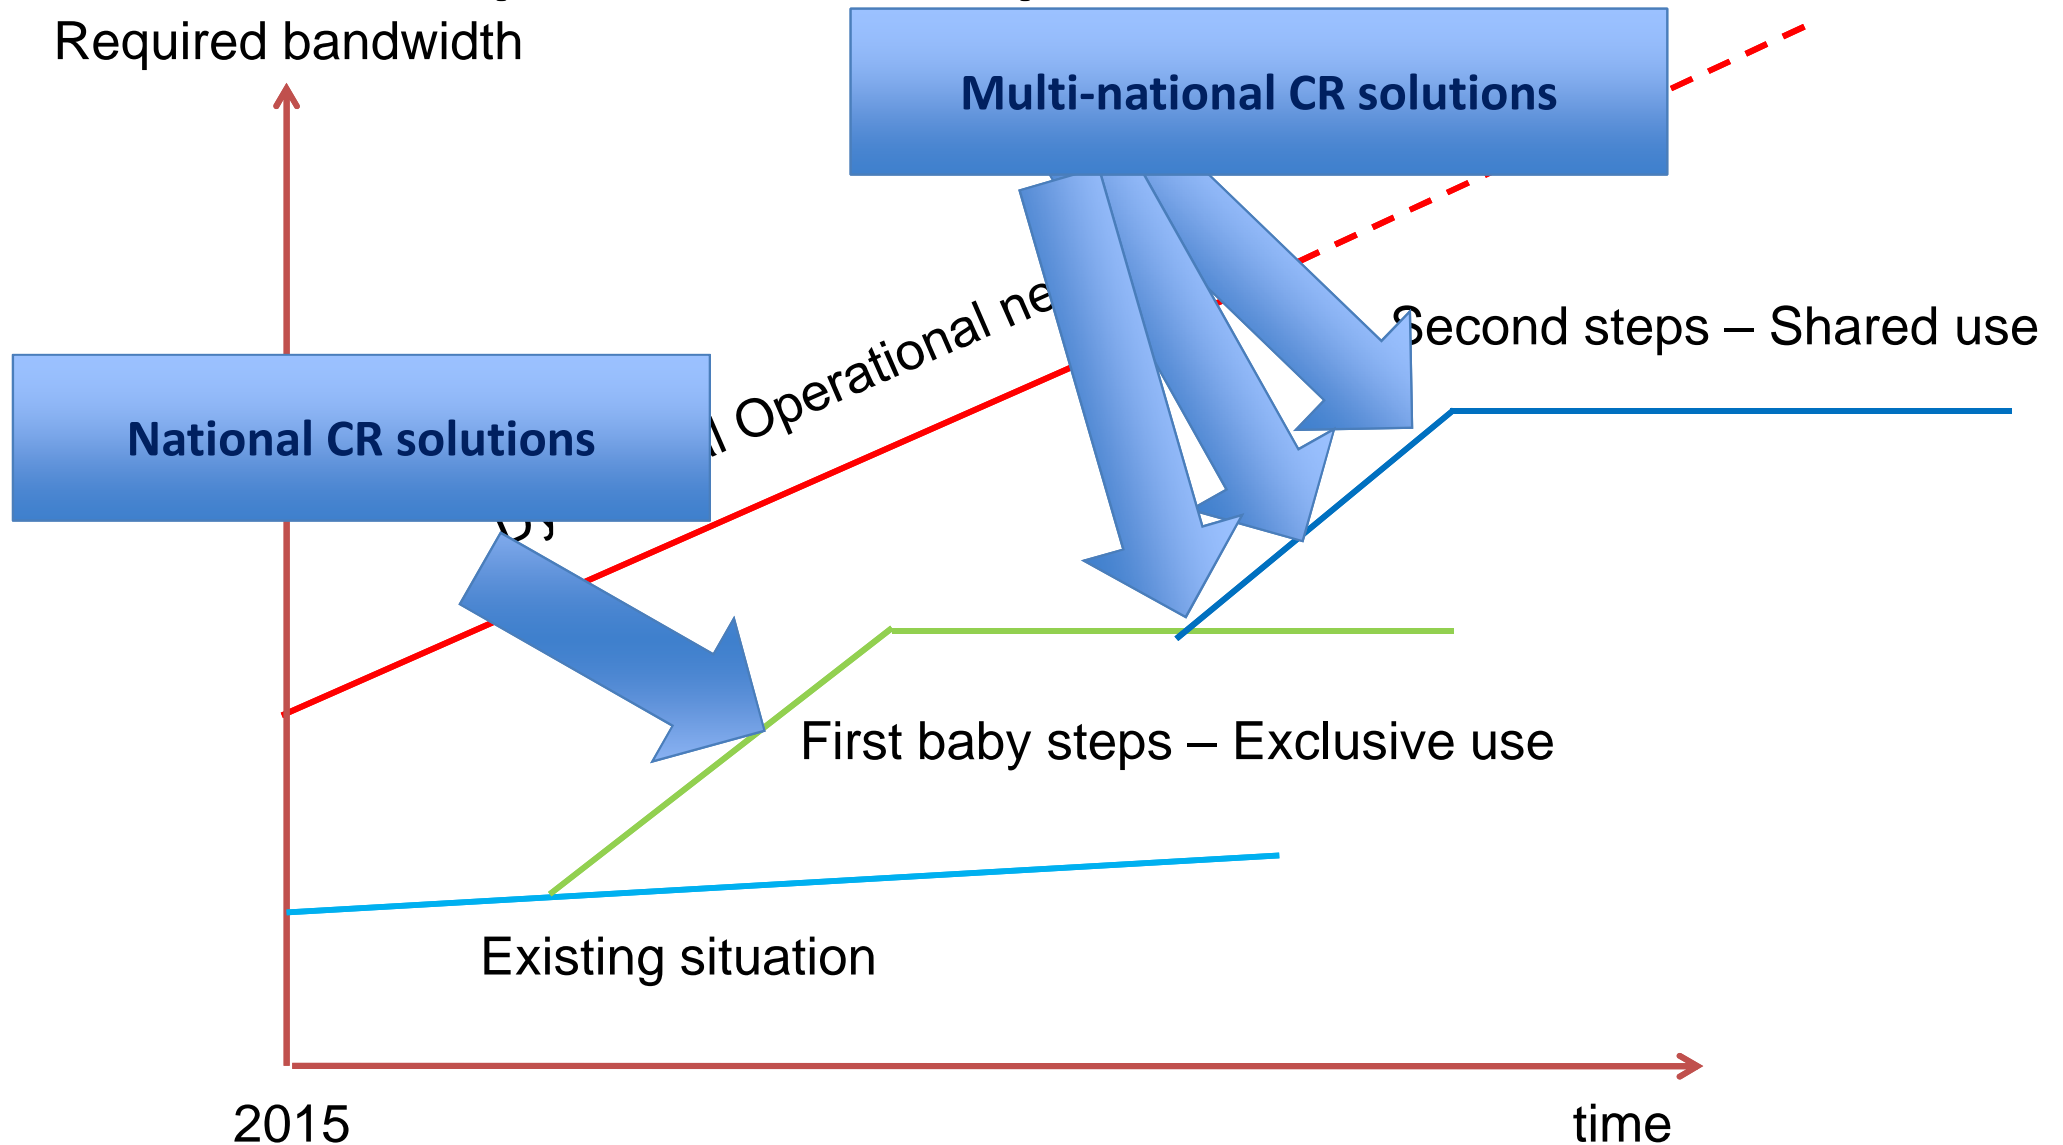 Required bandwidth
Multi-national CR solutions
Operational
Second steps – Shared use
National CR solutions
First baby steps – Exclusive use
Existing situation
2015
time